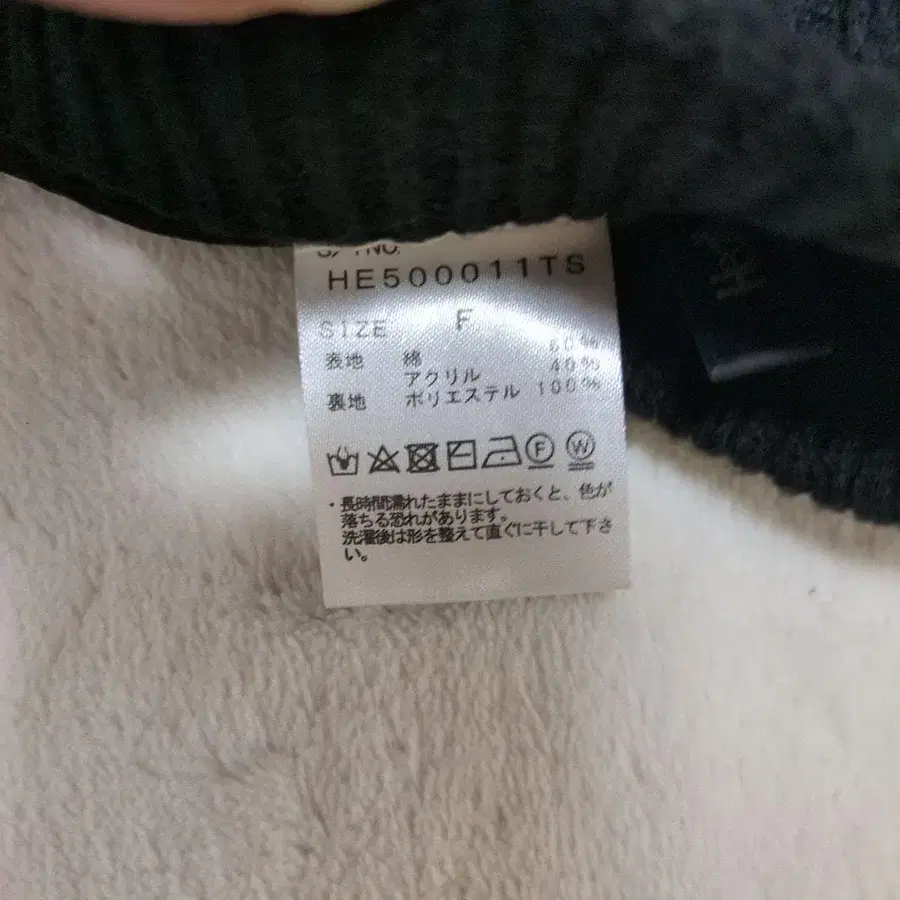 S/TNO.
HE500011TS
SIZE F
表地 綿 60%
アクリル 40%
裏地 ポリエステル 100%
F W
・長時間濡れたままにしておくと、色が
落ちる恐れがあります。
洗濯後は形を整えて直ぐに干して下さ
い。